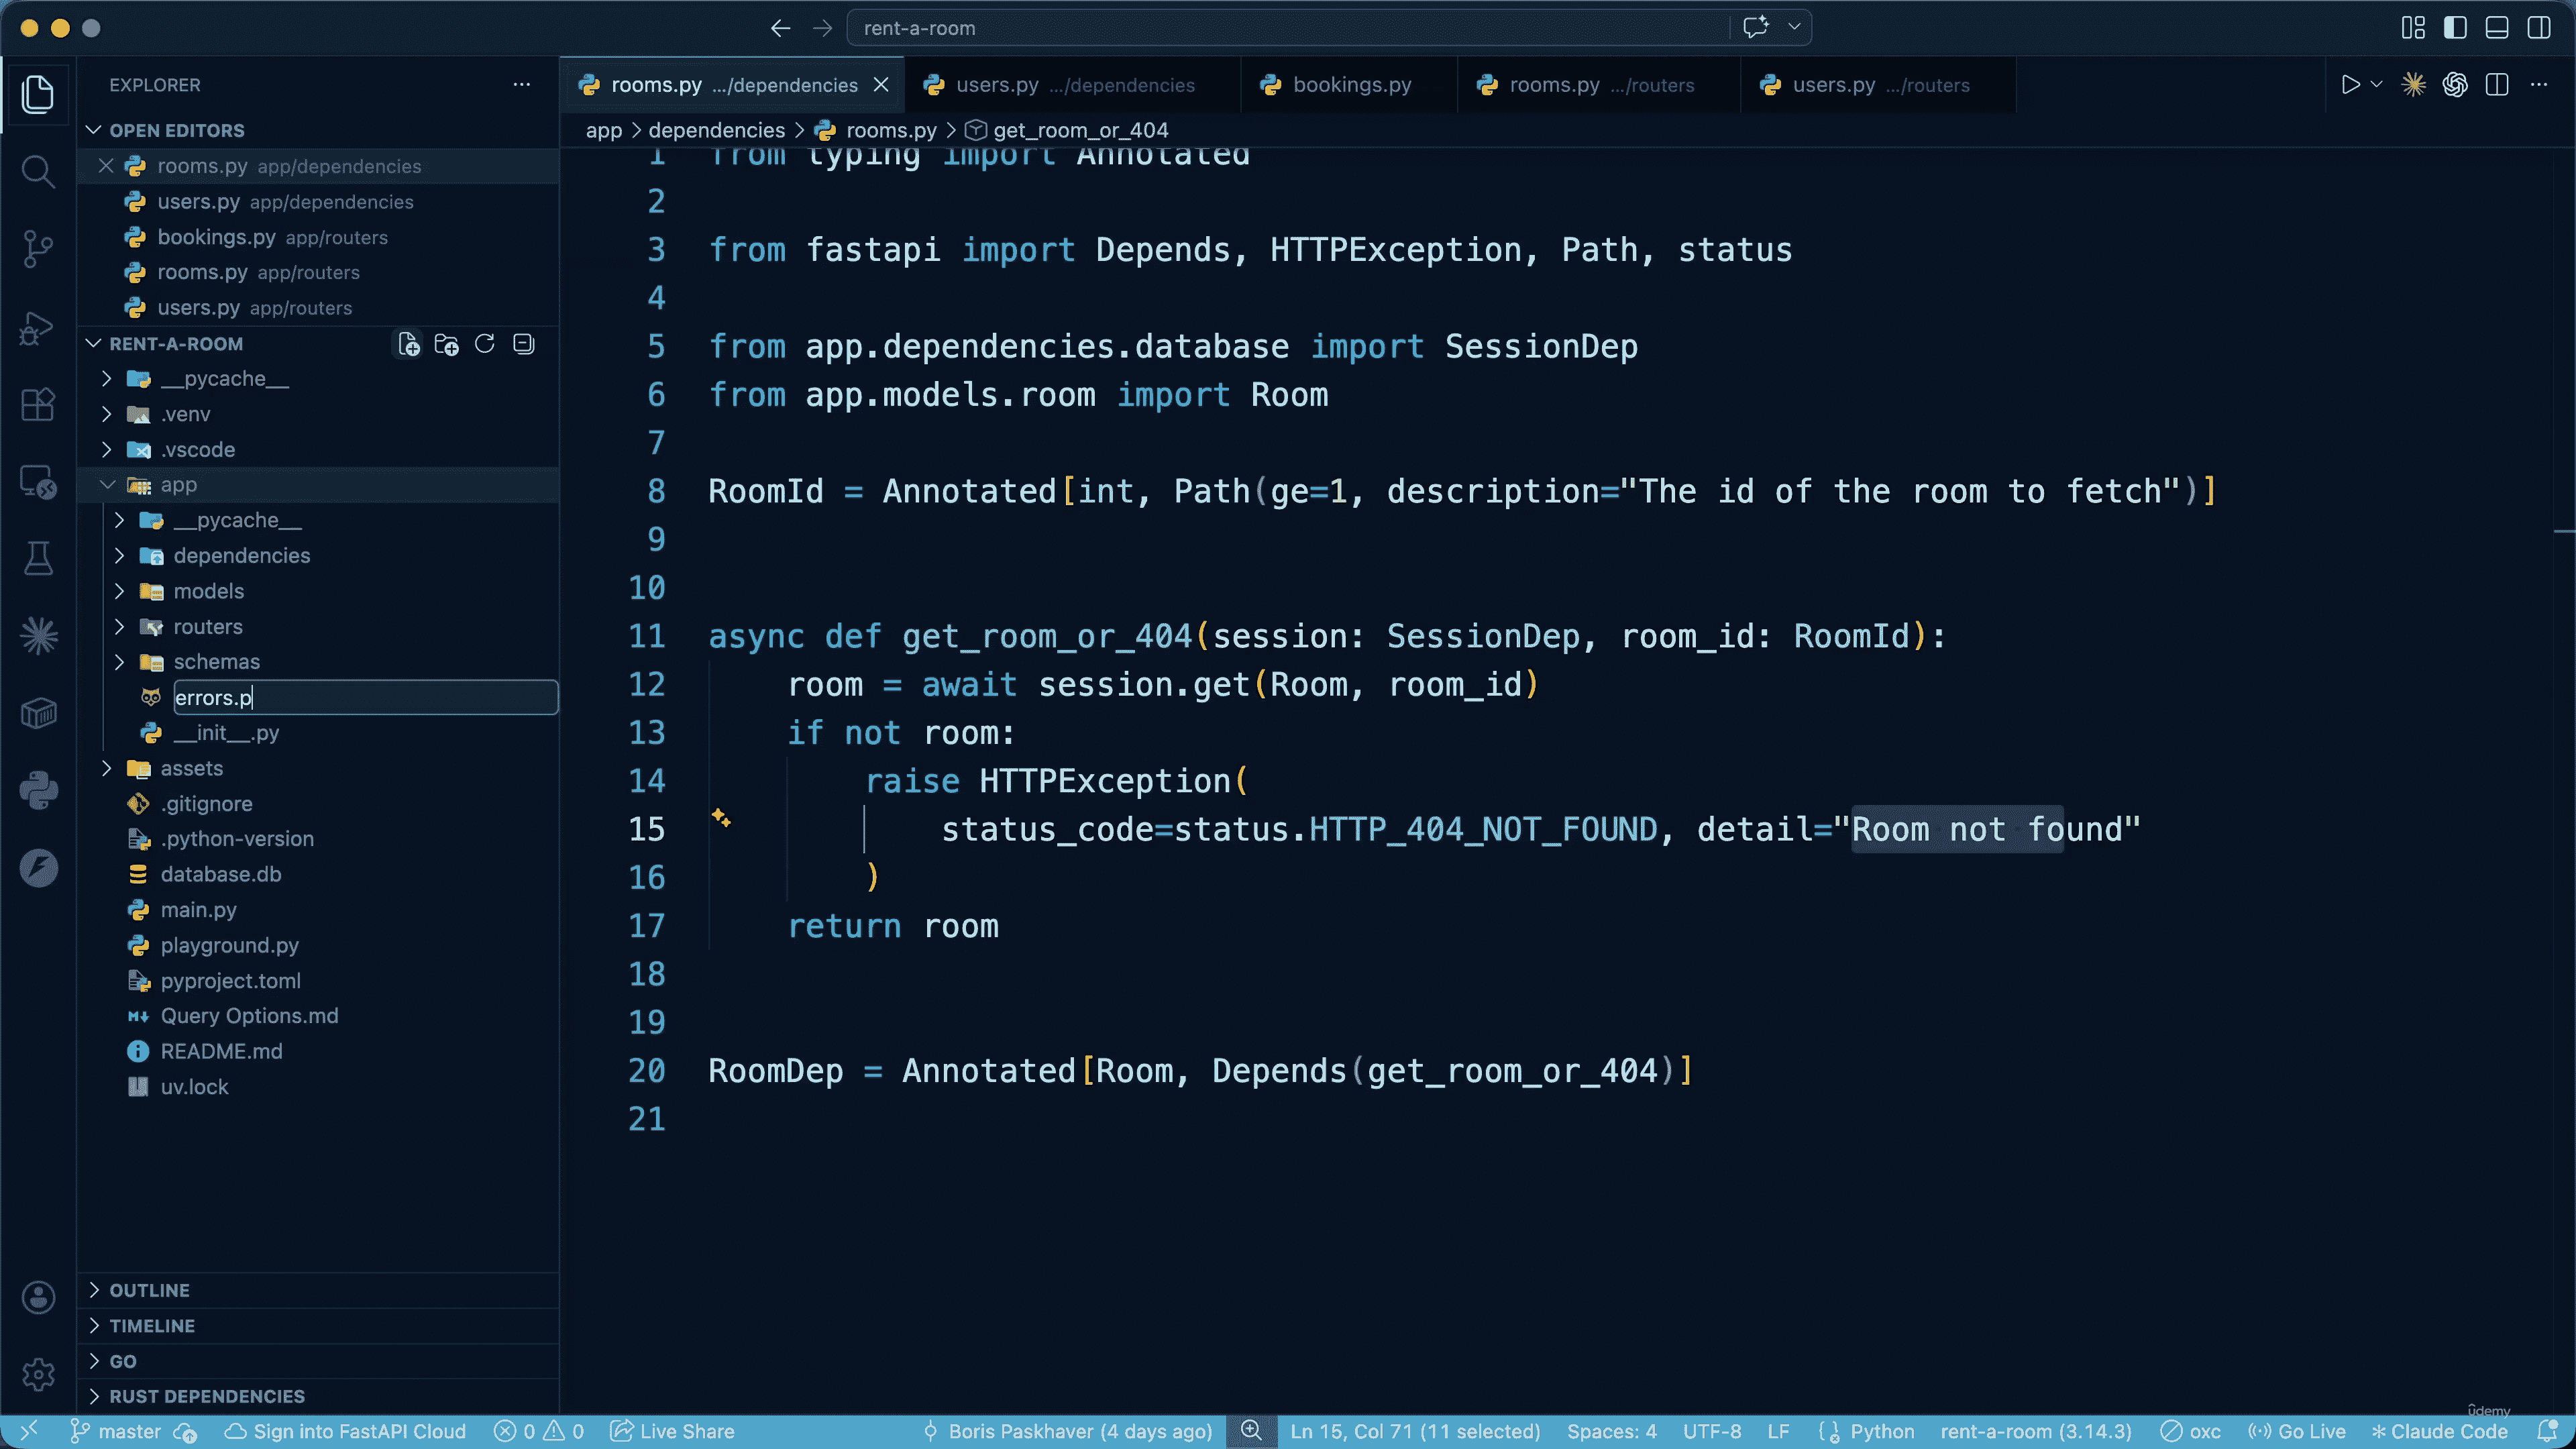 rent-a-room
EXPLORER
rooms.py .../dependencies
users.py .../dependencies
bookings.py
rooms.py .../routers
users.py .../routers
OPEN EDITORS
app > dependencies > rooms.py > get_room_or_404
rooms.py app/dependencies
users.py app/dependencies
bookings.py app/routers
rooms.py app/routers
users.py app/routers
RENT-A-ROOM
__pycache__
.venv
.vscode
app
__pycache__
dependencies
models
routers
schemas
errors.p
__init__.py
assets
.gitignore
.python-version
database.db
main.py
playground.py
pyproject.toml
Query Options.md
README.md
uv.lock
OUTLINE
TIMELINE
GO
RUST DEPENDENCIES
1 from typing import Annotated
2
3 from fastapi import Depends, HTTPException, Path, status
4
5 from app.dependencies.database import SessionDep
6 from app.models.room import Room
7
8 RoomId = Annotated[int, Path(ge=1, description="The id of the room to fetch")]
9
10
11 async def get_room_or_404(session: SessionDep, room_id: RoomId):
12 room = await session.get(Room, room_id)
13 if not room:
14 raise HTTPException(
15 status_code=status.HTTP_404_NOT_FOUND, detail="Room not found"
16 )
17 return room
18
19
20 RoomDep = Annotated[Room, Depends(get_room_or_404)]
21
udemy
master Sign into FastAPI Cloud 0 0 Live Share Boris Paskhaver (4 days ago) Ln 15, Col 71 (11 selected) Spaces: 4 UTF-8 LF Python rent-a-room (3.14.3) oxc Go Live Claude Code